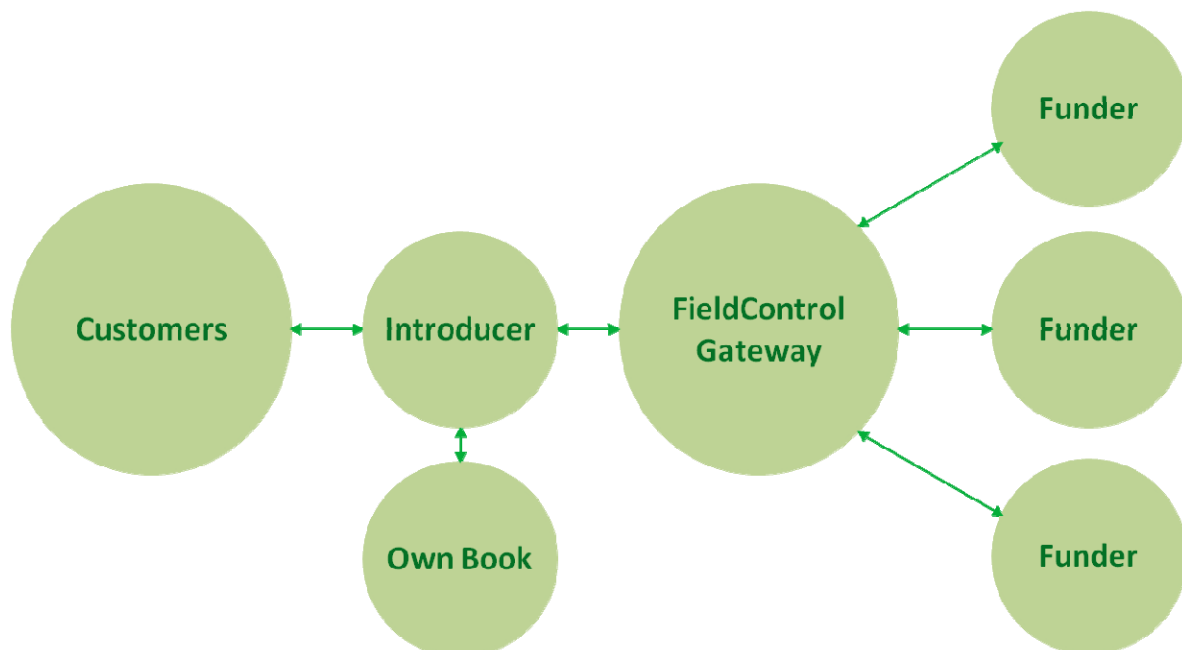 Funder
Customers
Introducer
FieldControl
Gateway
Funder
Own Book
Funder